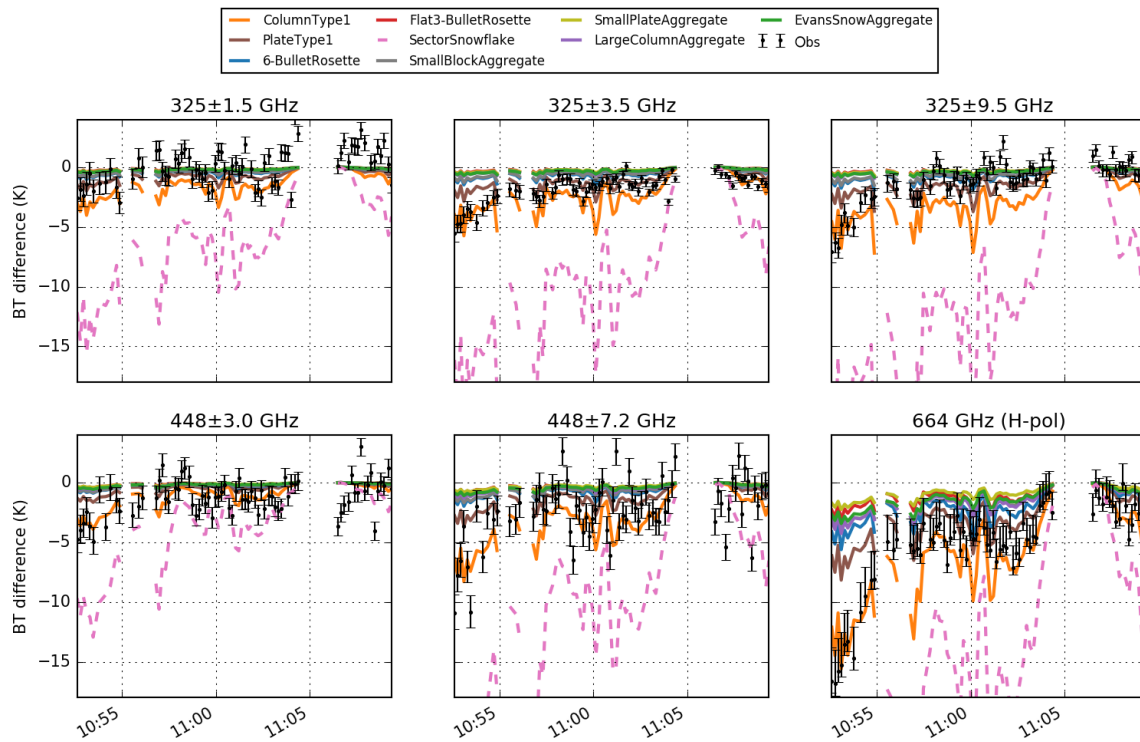 ColumnType1 Flat3-BulletRosette SmallPlateAggregate EvansSnowAggregate
PlateType1 SectorSnowflake LargeColumnAggregate Obs
6-BulletRosette SmallBlockAggregate
325±1.5 GHz 325±3.5 GHz 325±9.5 GHz
BT difference (K)
0
−5
−10
−15
448±3.0 GHz 448±7.2 GHz 664 GHz (H-pol)
BT difference (K)
0
−5
−10
−15
10:55 11:00 11:05 10:55 11:00 11:05 10:55 11:00 11:05